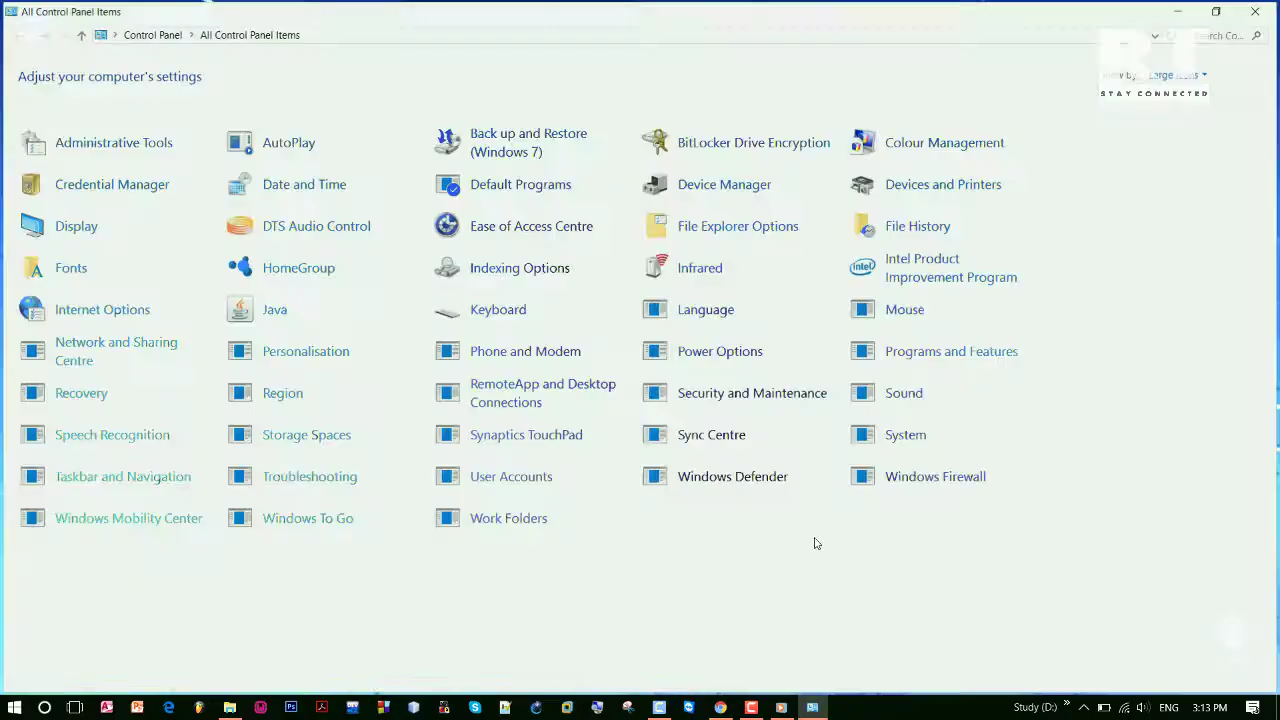 All Control Panel Items
Control Panel All Control Panel Items
Search Co...
Adjust your computer's settings
View by: Large icons
STAY CONNECTED
Administrative Tools
AutoPlay
Back up and Restore
(Windows 7)
BitLocker Drive Encryption
Colour Management
Credential Manager
Date and Time
Default Programs
Device Manager
Devices and Printers
Display
DTS Audio Control
Ease of Access Centre
File Explorer Options
File History
Fonts
HomeGroup
Indexing Options
Infrared
Intel Product
Improvement Program
Internet Options
Java
Keyboard
Language
Mouse
Network and Sharing
Centre
Personalisation
Phone and Modem
Power Options
Programs and Features
Recovery
Region
RemoteApp and Desktop
Connections
Security and Maintenance
Sound
Speech Recognition
Storage Spaces
Synaptics TouchPad
Sync Centre
System
Taskbar and Navigation
Troubleshooting
User Accounts
Windows Defender
Windows Firewall
Windows Mobility Center
Windows To Go
Work Folders
Study (D:)
ENG
3:13 PM